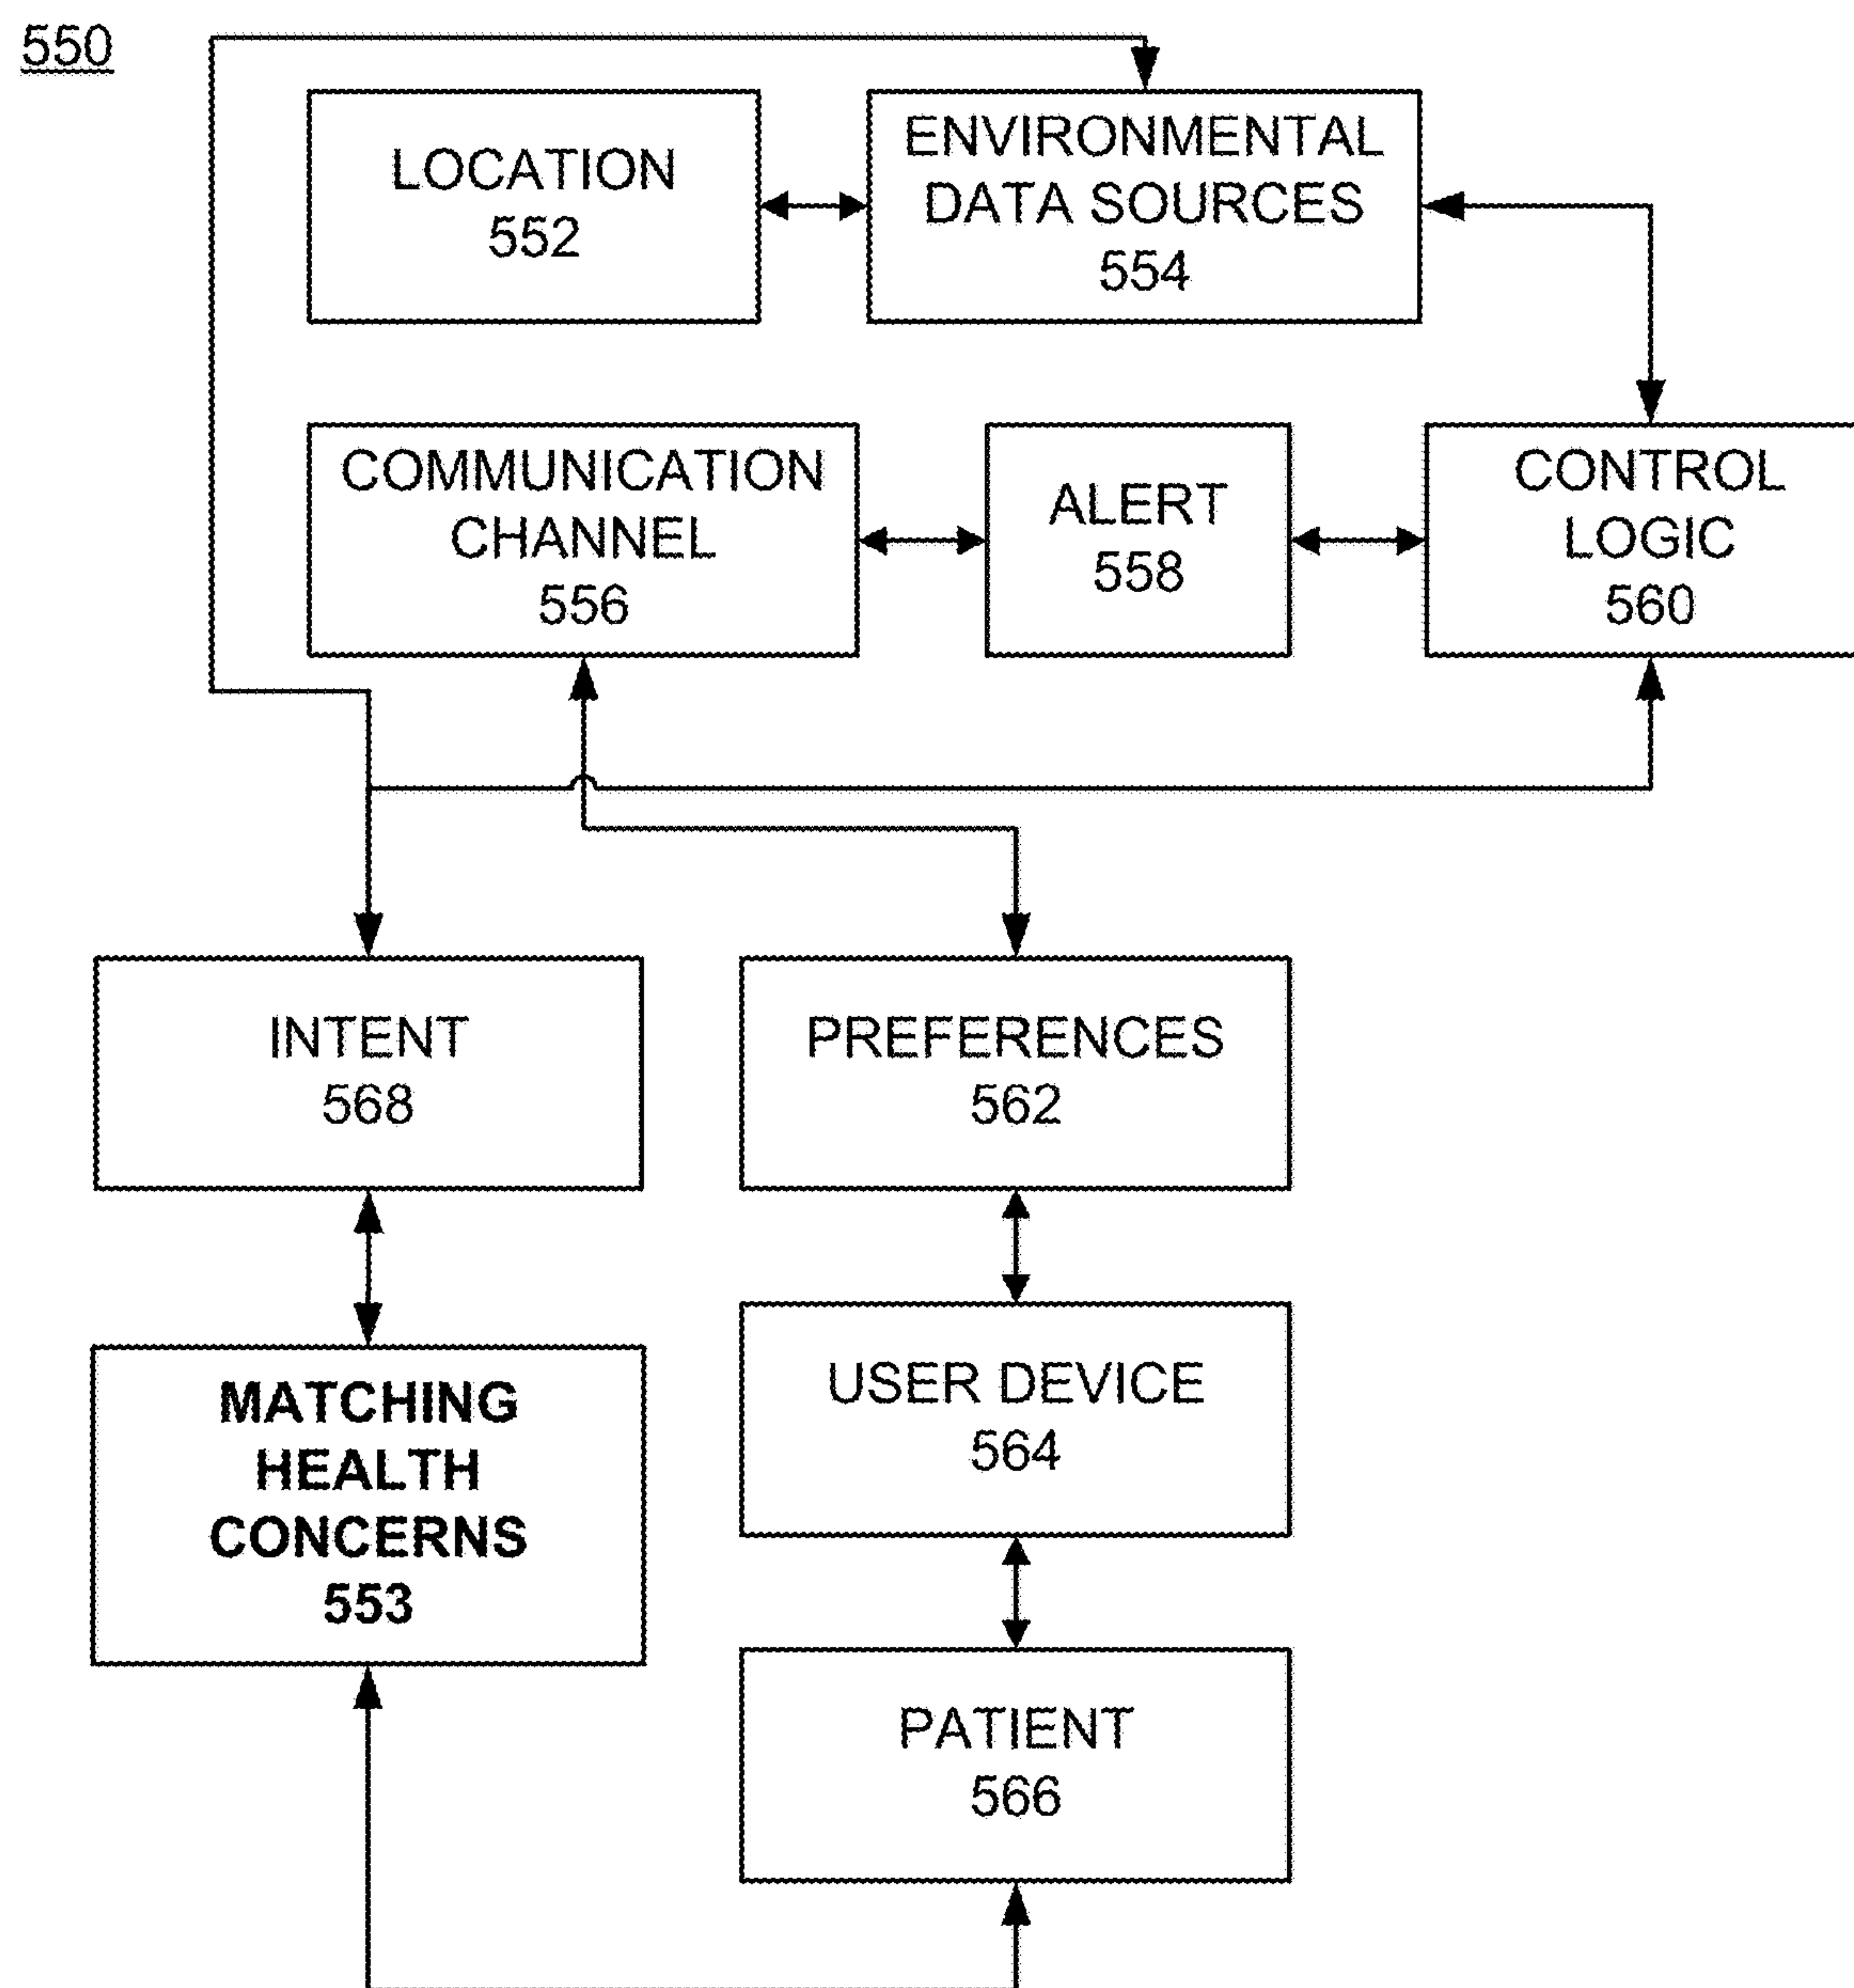 550
LOCATION
552
ENVIRONMENTAL
DATA SOURCES
554
COMMUNICATION
CHANNEL
556
ALERT
558
CONTROL
LOGIC
560
INTENT
568
PREFERENCES
562
MATCHING
HEALTH
CONCERNS
553
USER DEVICE
564
PATIENT
566